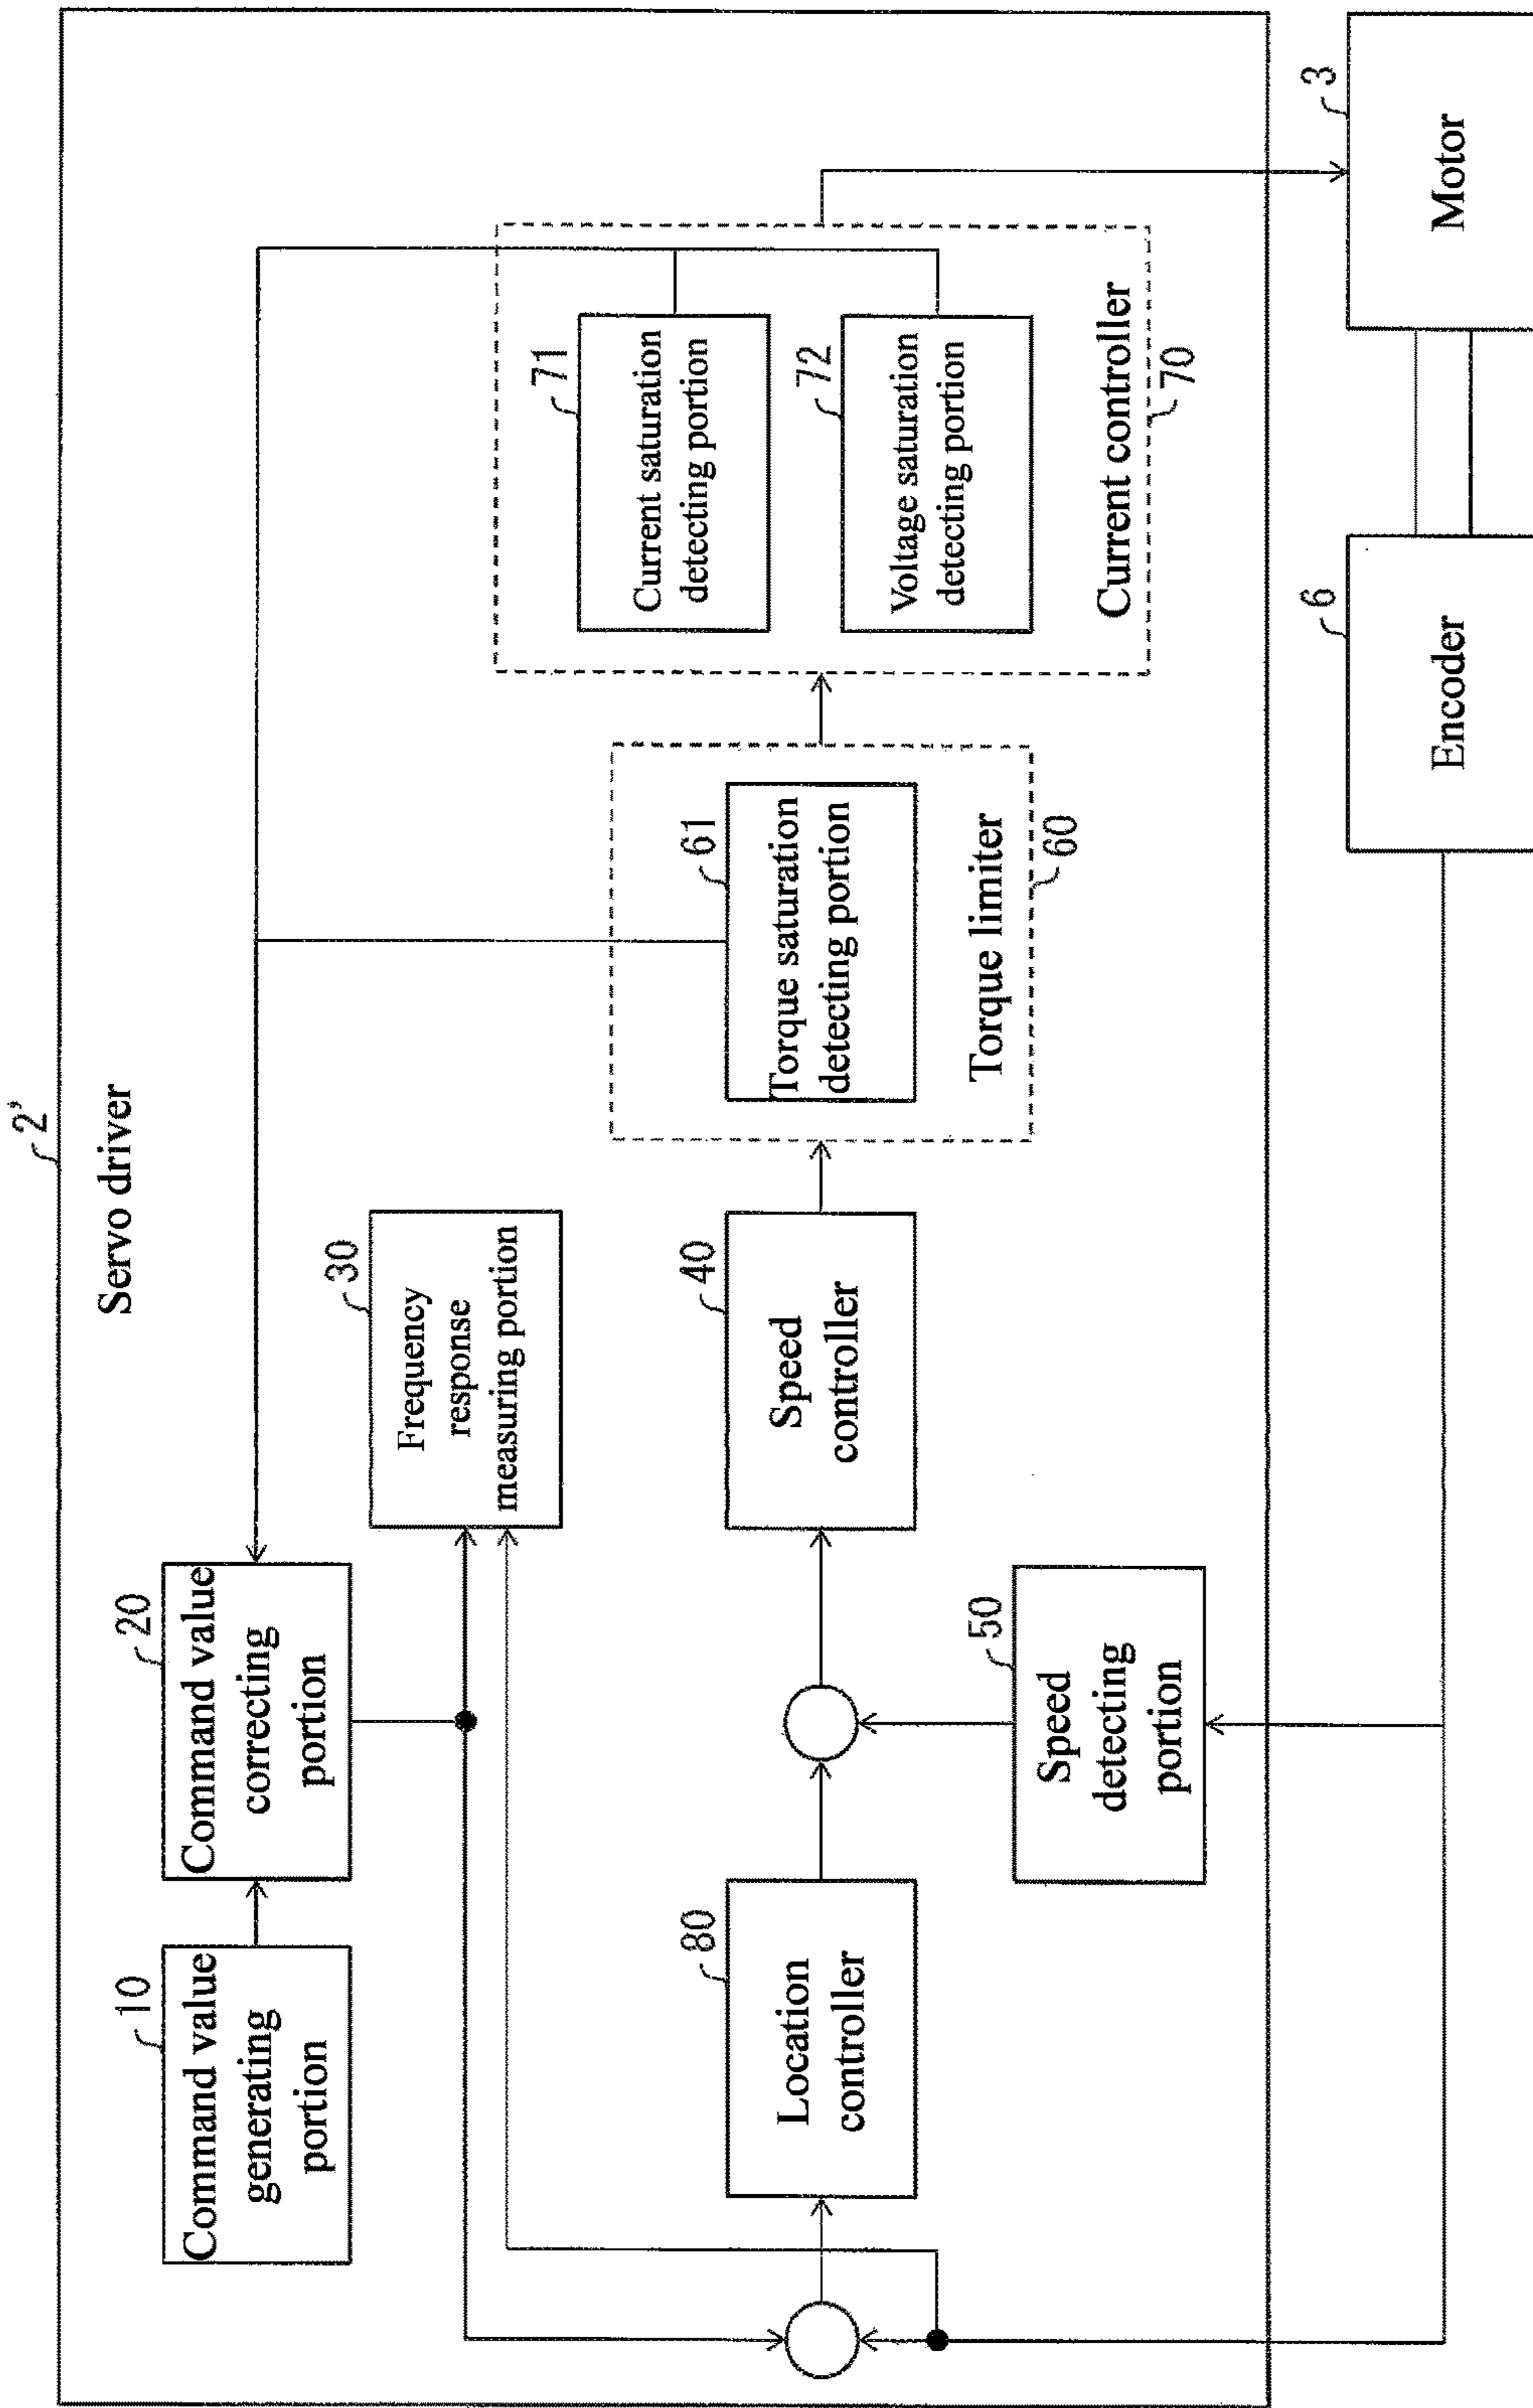 2'
Servo driver
10
Command value
generating
portion
20
Command value
correcting
portion
30
Frequency
response
measuring portion
80
Location
controller
40
Speed
controller
50
Speed
detecting
portion
61
Torque saturation
detecting portion
Torque limiter
60
71
Current saturation
detecting portion
72
Voltage saturation
detecting portion
Current controller
70
6
Encoder
3
Motor